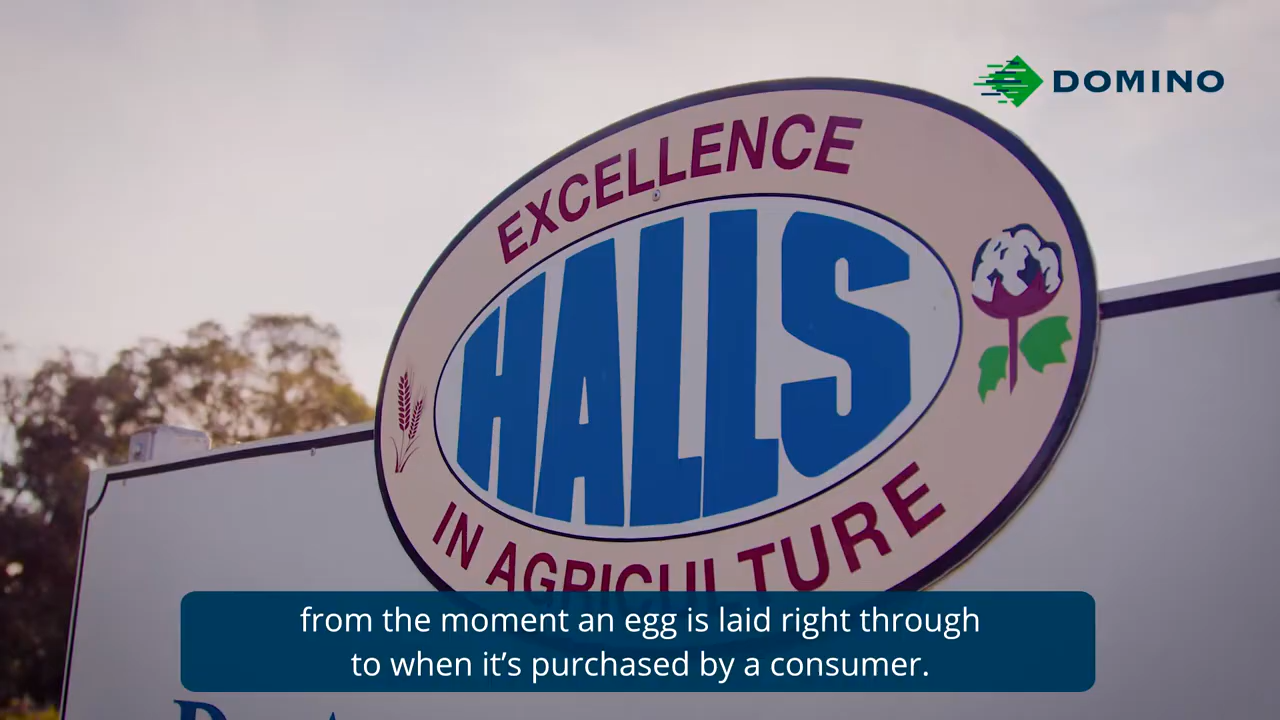 DOMINO
EXCELLENCE
HALLS
IN AGRICULTURE
from the moment an egg is laid right through
to when it’s purchased by a consumer.